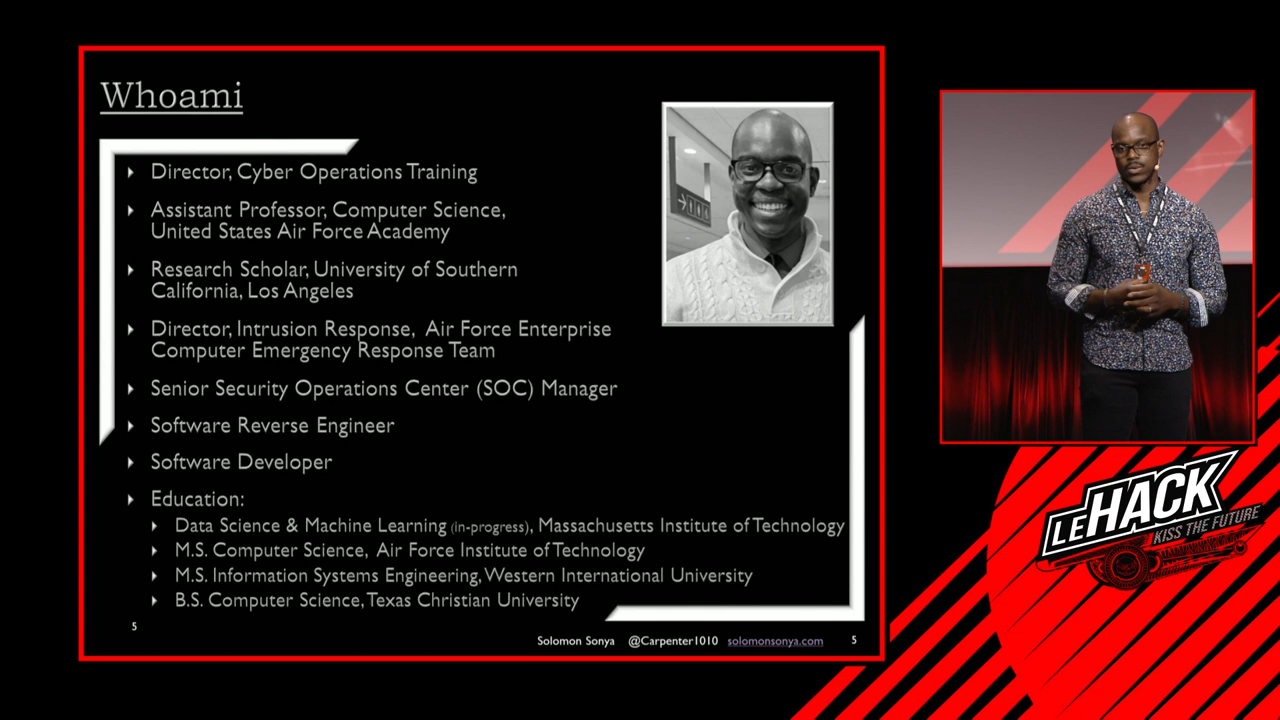 Whoami
Director, Cyber Operations Training
Assistant Professor, Computer Science,
United States Air Force Academy
Research Scholar, University of Southern
California, Los Angeles
Director, Intrusion Response, Air Force Enterprise
Computer Emergency Response Team
Senior Security Operations Center (SOC) Manager
Software Reverse Engineer
Software Developer
Education:
Data Science & Machine Learning (in-progress), Massachusetts Institute of Technology
M.S. Computer Science, Air Force Institute of Technology
M.S. Information Systems Engineering, Western International University
B.S. Computer Science, Texas Christian University
5
Solomon Sonya @Carpenter1010 solomonsonya.com 5
LEHACK
KISS THE FUTURE